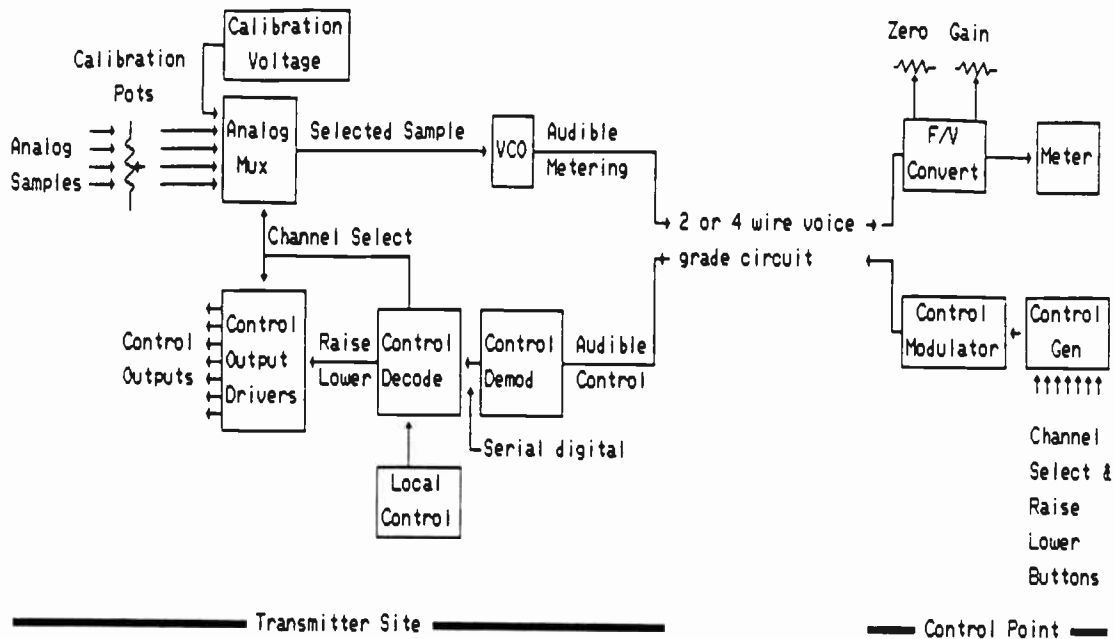 Calibration
Voltage
Calibration
Pots
Analog
Samples
Analog
Mux
Selected Sample
VCO
Audible
Metering
2 or 4 wire voice
grade circuit
Zero
Gain
F/V
Convert
Meter
Channel Select
Control
Outputs
Control
Output
Drivers
Raise
Lower
Control
Decode
Control
Demod
Audible
Control
Serial digital
Local
Control
Control
Modulator
Control
Gen
Channel
Select &
Raise
Lower
Buttons
Transmitter Site
Control Point